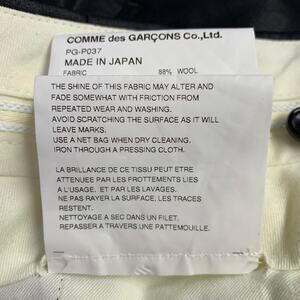 COMME des GARÇONS Co.,Ltd.
PG-P037
MADE IN JAPAN
FABRIC 88% WOOL
THE SHINE OF THIS FABRIC MAY ALTER AND
FADE SOMEWHAT WITH FRICTION FROM
REPEATED WEAR AND WASHING.
AVOID SCRATCHING THE SURFACE AS IT WILL
LEAVE MARKS.
USE A NET BAG WHEN DRY CLEANING.
IRON THROUGH A PRESSING CLOTH.
LA BRILLANCE DE CE TISSU PEUT ETRE
ATTENUEE PAR LES FROTTEMENTS LIES
A L'USAGE. ET PAR LES LAVAGES.
NE PAS RAYER LA SURFACE, LES TRACES
RESTENT.
NETTOYAGE A SEC DANS UN FILET.
REPASSER A TRAVERS UNE PATTEMOUILLE.